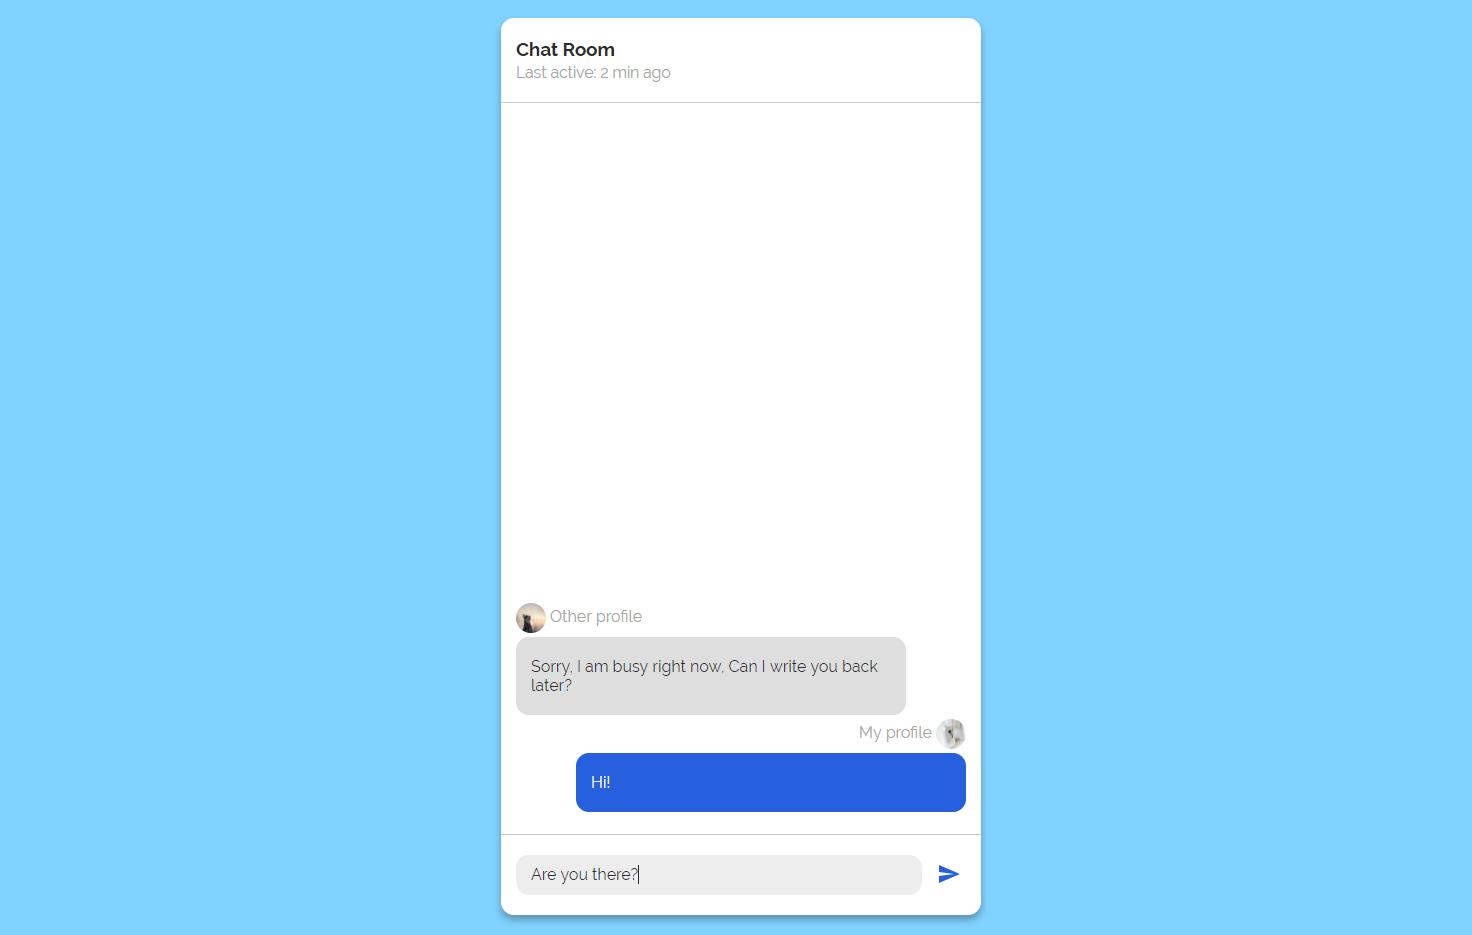 Chat Room
Last active: 2 min ago
Other profile
Sorry, I am busy right now, Can I write you back
later?
My profile
Hi!
Are you there?